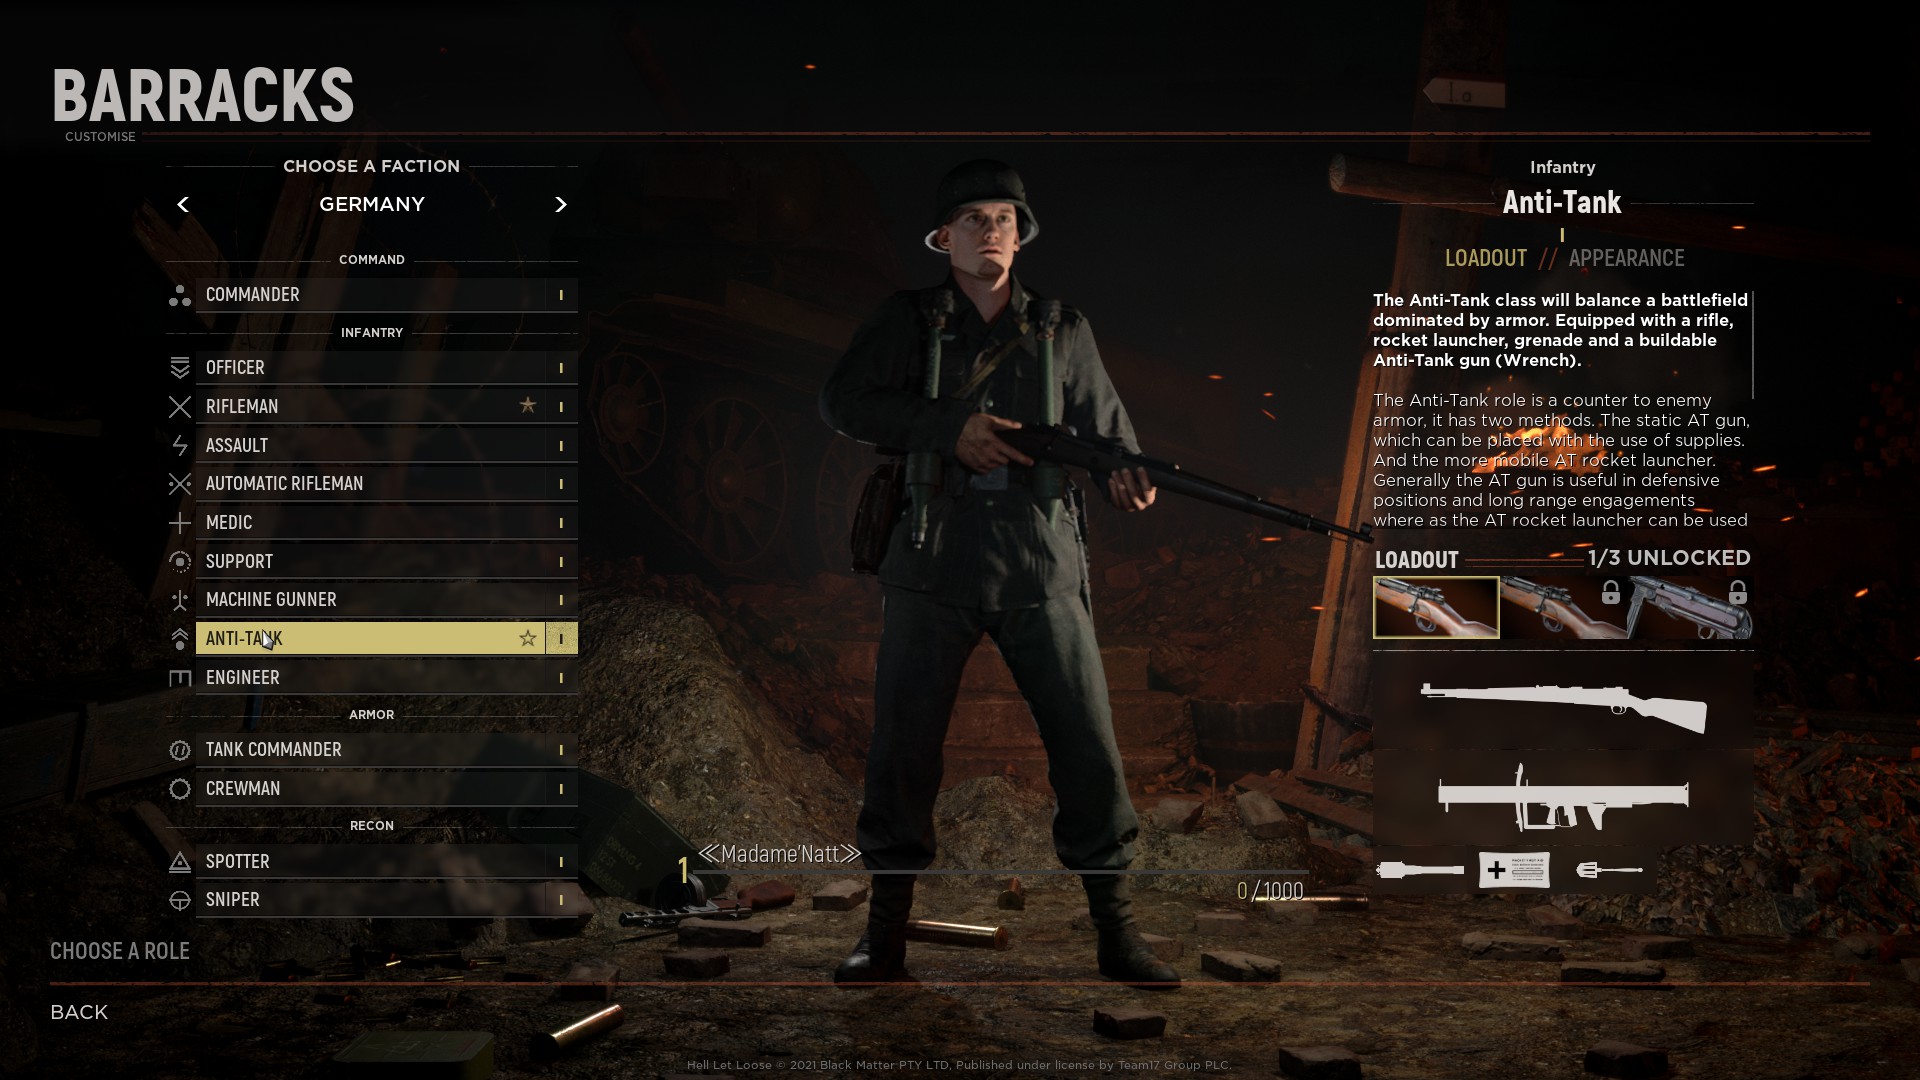 BARRACKS
CUSTOMISE
CHOOSE A FACTION
GERMANY
COMMAND
COMMANDER I
INFANTRY
OFFICER I
RIFLEMAN I
ASSAULT I
AUTOMATIC RIFLEMAN I
MEDIC I
SUPPORT I
MACHINE GUNNER I
ANTI-TANK I
ENGINEER I
ARMOR
TANK COMMANDER I
CREWMAN I
RECON
SPOTTER I
SNIPER I
CHOOSE A ROLE
BACK
1 ≪Madame'Natt≫
0/1000
Infantry
Anti-Tank
I
LOADOUT // APPEARANCE
The Anti-Tank class will balance a battlefield
dominated by armor. Equipped with a rifle,
rocket launcher, grenade and a buildable
Anti-Tank gun (Wrench).
The Anti-Tank role is a counter to enemy
armor, it has two methods. The static AT gun,
which can be placed with the use of supplies.
And the more mobile AT rocket launcher.
Generally the AT gun is useful in defensive
positions and long range engagements
where as the AT rocket launcher can be used
LOADOUT 1/3 UNLOCKED
Hell Let Loose © 2021 Black Matter PTY LTD, Published under license by Team17 Group PLC.